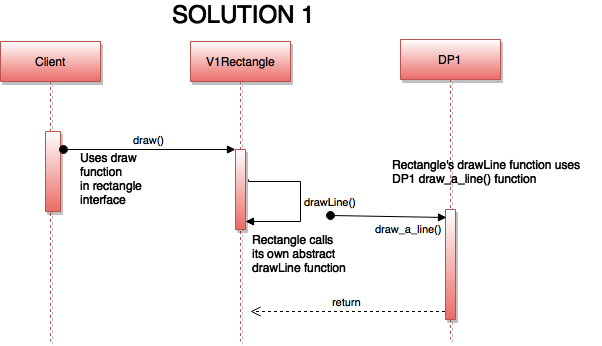 SOLUTION 1
Client
V1Rectangle
DP1
draw()
Uses draw
function
in rectangle
interface
Rectangle's drawLine function uses
DP1 draw_a_line() function
drawLine()
draw_a_line()
Rectangle calls
its own abstract
drawLine function
return